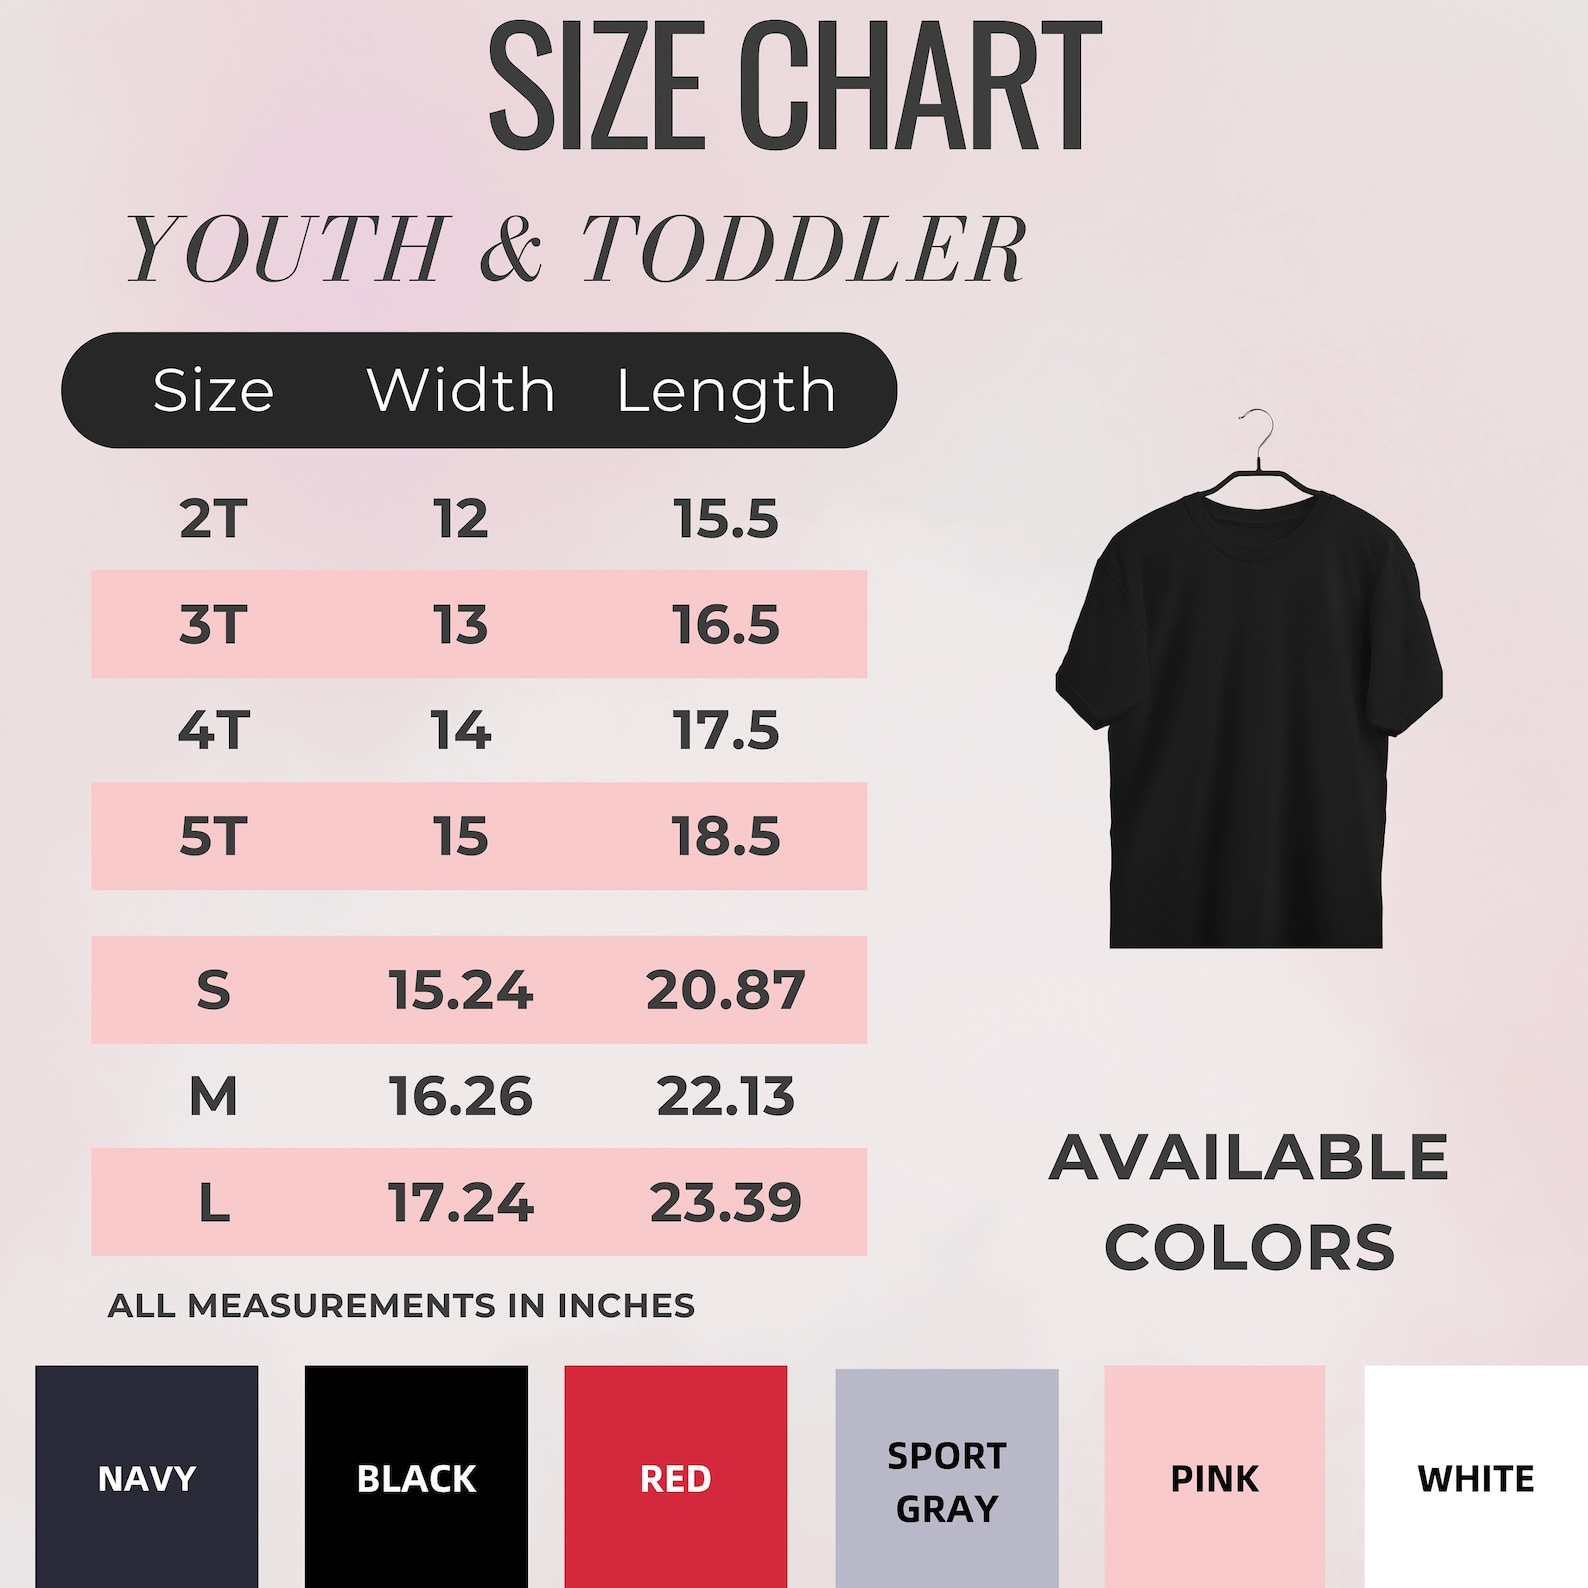 SIZE CHART
YOUTH & TODDLER
Size Width Length
2T 12 15.5
3T 13 16.5
4T 14 17.5
5T 15 18.5
S 15.24 20.87
M 16.26 22.13
L 17.24 23.39
ALL MEASUREMENTS IN INCHES
AVAILABLE
COLORS
NAVY
BLACK
RED
SPORT
GRAY
PINK
WHITE